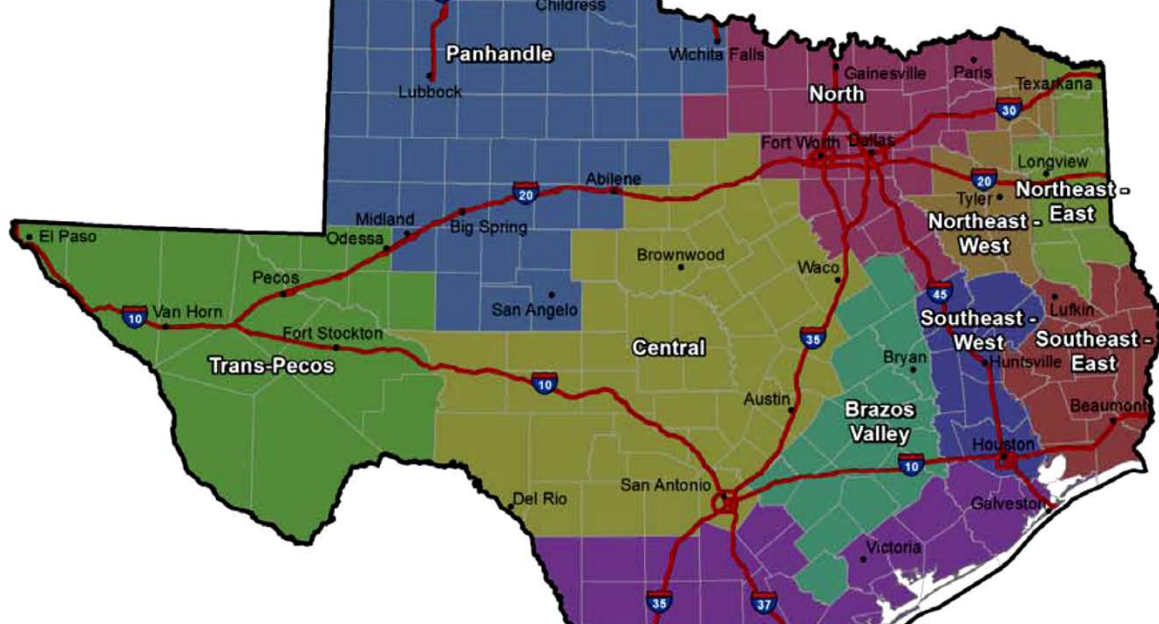 Childress
Panhandle
Wichita Falls
Gainesville
Paris
Texarkana
Lubbock
North
30
Fort Worth
Dallas
Longview
20
Abilene
20
Tyler
Northeast -
East
Northeast -
West
Midland
Big Spring
Odessa
El Paso
Brownwood
Waco
Pecos
45
Lufkin
San Angelo
10
Van Horn
Fort Stockton
35
Southeast -
West
Southeast -
East
Central
Bryan
Huntsville
Trans-Pecos
10
Austin
Brazos
Valley
Beaumont
Houston
10
San Antonio
Del Rio
Galveston
Victoria
35
37